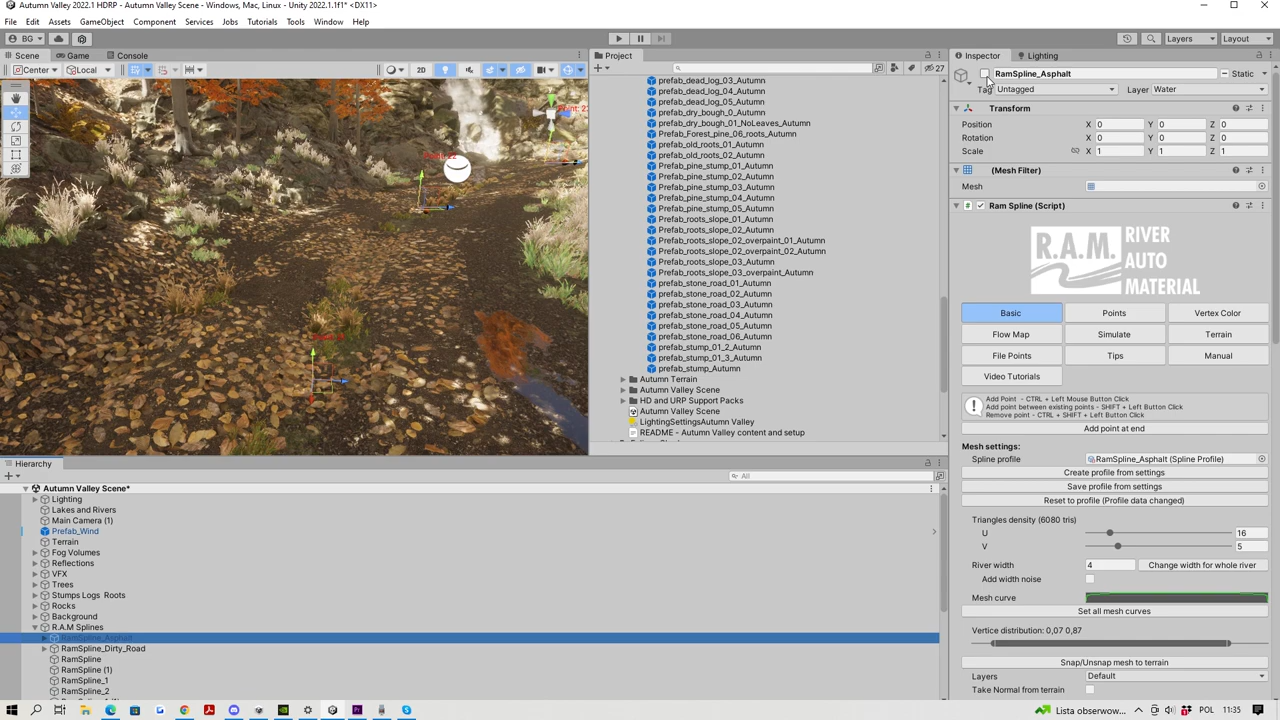 Autumn Valley 2022.1 HDRP - Autumn Valley Scene - Windows, Mac, Linux - Unity 2022.1.1f1* <DX11>
File Edit Assets GameObject Component Services Jobs Tutorials Tools Window Help
BG
Layers Layout
Scene Game Console
Center Local 2D
Project
27
Inspector Lighting
RamSpline_Asphalt Static
Tag Untagged Layer Water
Transform
Position X 0 Y 0 Z 0
Rotation X 0 Y 0 Z 0
Scale X 1 Y 1 Z 1
(Mesh Filter)
Mesh
Ram Spline (Script)
R.A.M. RIVER
AUTO
MATERIAL
Basic Points Vertex Color
Flow Map Simulate Terrain
File Points Tips Manual
Video Tutorials
Add Point - CTRL + Left Mouse Button Click
Add point between existing points - SHIFT + Left Button Click
Remove point - CTRL + SHIFT + Left Button Click
Add point at end
Mesh settings:
Spline profile RamSpline_Asphalt (Spline Profile)
Create profile from settings
Save profile from settings
Reset to profile (Profile data changed)
Triangles density (6080 tris)
U 16
V 5
River width 4 Change width for whole river
Add width noise
Mesh curve
Set all mesh curves
Vertice distribution: 0,07 0,87
Snap/Unsnap mesh to terrain
Layers Default
Take Normal from terrain
prefab_dead_log_03_Autumn
prefab_dead_log_04_Autumn
prefab_dead_log_05_Autumn
prefab_dry_bough_0_Autumn
prefab_dry_bough_01_NoLeaves_Autumn
Prefab_Forest_pine_06_roots_Autumn
prefab_old_roots_01_Autumn
prefab_old_roots_02_Autumn
Prefab_pine_stump_01_Autumn
Prefab_pine_stump_02_Autumn
Prefab_pine_stump_03_Autumn
Prefab_pine_stump_04_Autumn
Prefab_pine_stump_05_Autumn
Prefab_roots_slope_01_Autumn
Prefab_roots_slope_02_Autumn
Prefab_roots_slope_02_overpaint_01_Autumn
Prefab_roots_slope_02_overpaint_02_Autumn
Prefab_roots_slope_03_Autumn
Prefab_roots_slope_03_overpaint_Autumn
prefab_stone_road_01_Autumn
prefab_stone_road_02_Autumn
prefab_stone_road_03_Autumn
prefab_stone_road_04_Autumn
prefab_stone_road_05_Autumn
prefab_stone_road_06_Autumn
prefab_stump_01_2_Autumn
prefab_stump_01_3_Autumn
prefab_stump_Autumn
Autumn Terrain
Autumn Valley Scene
HD and URP Support Packs
Autumn Valley Scene
LightingSettingsAutumn Valley
README - Autumn Valley content and setup
Hierarchy
All
Autumn Valley Scene*
Lighting
Lakes and Rivers
Main Camera (1)
Prefab_Wind
Terrain
Fog Volumes
Reflections
VFX
Trees
Stumps Logs Roots
Rocks
Background
R.A.M Splines
RamSpline_Asphalt
RamSpline_Dirty_Road
RamSpline
RamSpline (1)
RamSpline_1
RamSpline_2
Lista obserwow... POL 11:35